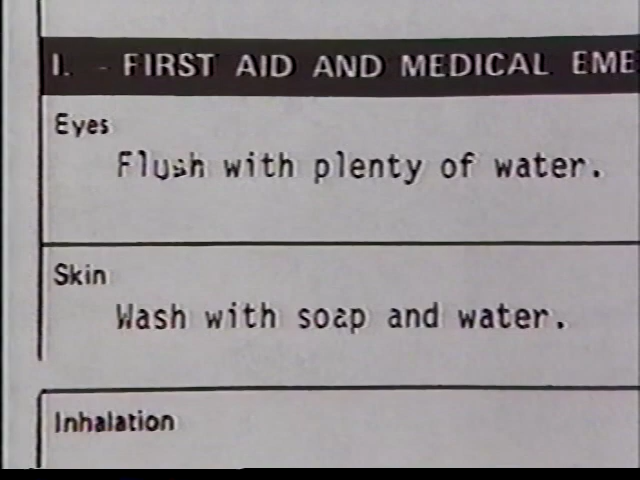 I. - FIRST AID AND MEDICAL EME
Eyes
Flush with plenty of water.
Skin
Wash with soap and water.
Inhalation